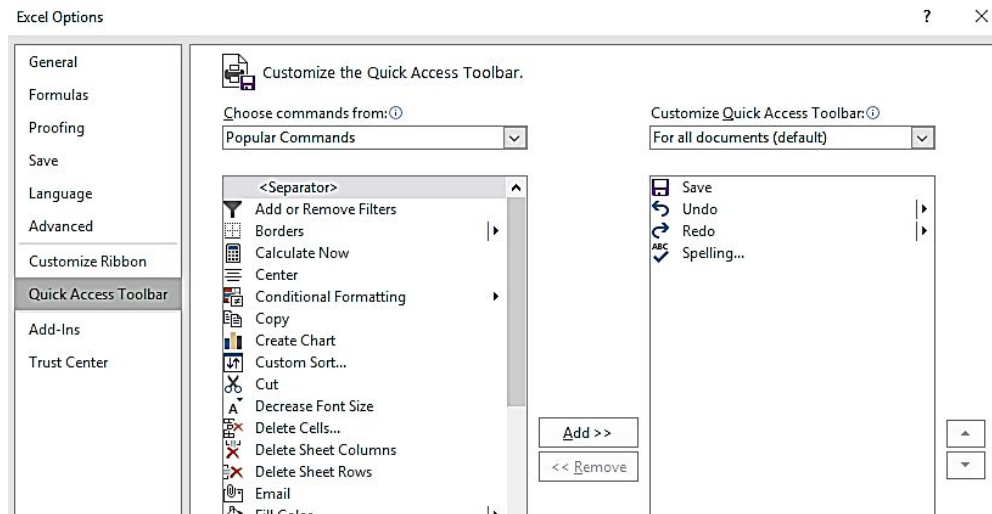 Excel Options
?
General
Formulas
Proofing
Save
Language
Advanced
Customize Ribbon
Quick Access Toolbar
Add-Ins
Trust Center
Customize the Quick Access Toolbar.
Choose commands from:
Popular Commands
<Separator>
Add or Remove Filters
Borders
Calculate Now
Center
Conditional Formatting
Copy
Create Chart
Custom Sort...
Cut
Decrease Font Size
Delete Cells...
Delete Sheet Columns
Delete Sheet Rows
Email
Add >>
<< Remove
Customize Quick Access Toolbar:
For all documents (default)
Save
Undo
Redo
ABC
Spelling...